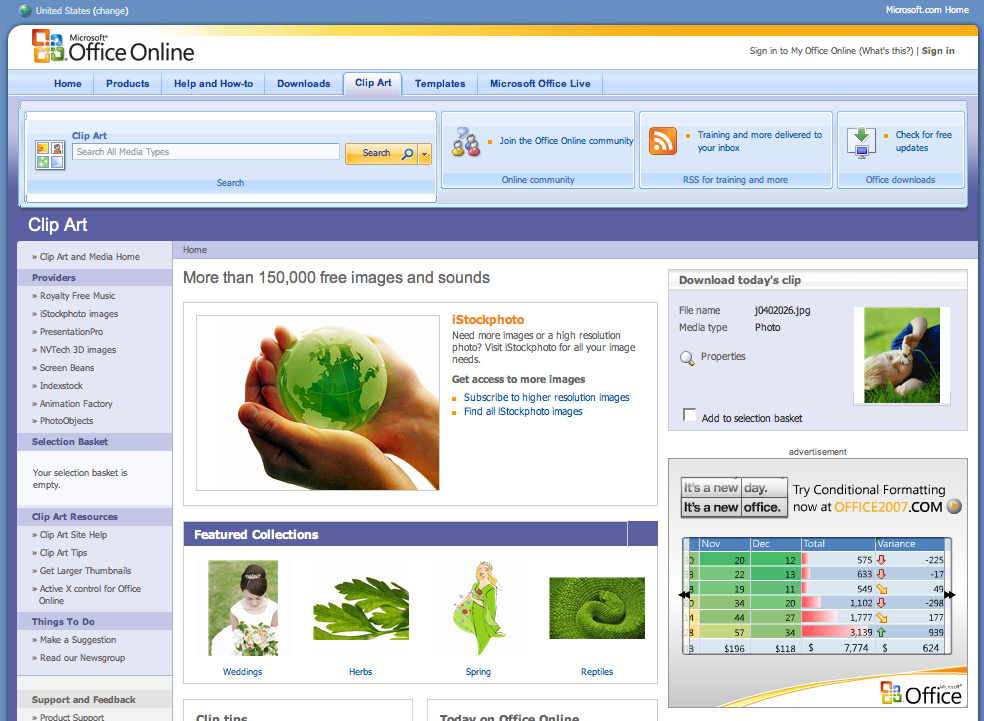 United States (change)
Microsoft.com Home
Microsoft®
Office Online
Sign in to My Office Online (What's this?) | Sign in
Home
Products
Help and How-to
Downloads
Clip Art
Templates
Microsoft Office Live
Clip Art
Search All Media Types
Search
Search
Join the Office Online community
Online community
Training and more delivered to
your inbox
RSS for training and more
Check for free
updates
Office downloads
Clip Art
» Clip Art and Media Home
Providers
» Royalty Free Music
» iStockphoto images
» PresentationPro
» NVTech 3D images
» Screen Beans
» Indexstock
» Animation Factory
» PhotoObjects
Selection Basket
Your selection basket is
empty.
Clip Art Resources
» Clip Art Site Help
» Clip Art Tips
» Get Larger Thumbnails
» Active X control for Office
Online
Things To Do
» Make a Suggestion
» Read our Newsgroup
Support and Feedback
» Product Support
Home
More than 150,000 free images and sounds
iStockphoto
Need more images or a high resolution
photo? Visit iStockphoto for all your image
needs.
Get access to more images
Subscribe to higher resolution images
Find all iStockphoto images
Featured Collections
Weddings
Herbs
Spring
Reptiles
Clip tips
Today on Office Online
Download today's clip
File name j0402026.jpg
Media type Photo
Properties
Add to selection basket
advertisement
It's a new day.
It's a new office.
Try Conditional Formatting
now at OFFICE2007.COM
Nov Dec Total Variance
0 20 12 575 -225
8 22 13 633 -17
8 19 11 549 49
0 34 20 1,102 -298
4 44 27 1,777 177
8 57 34 3,139 939
3 $196 $118 $ 7,774 $ 624
Microsoft®
Office